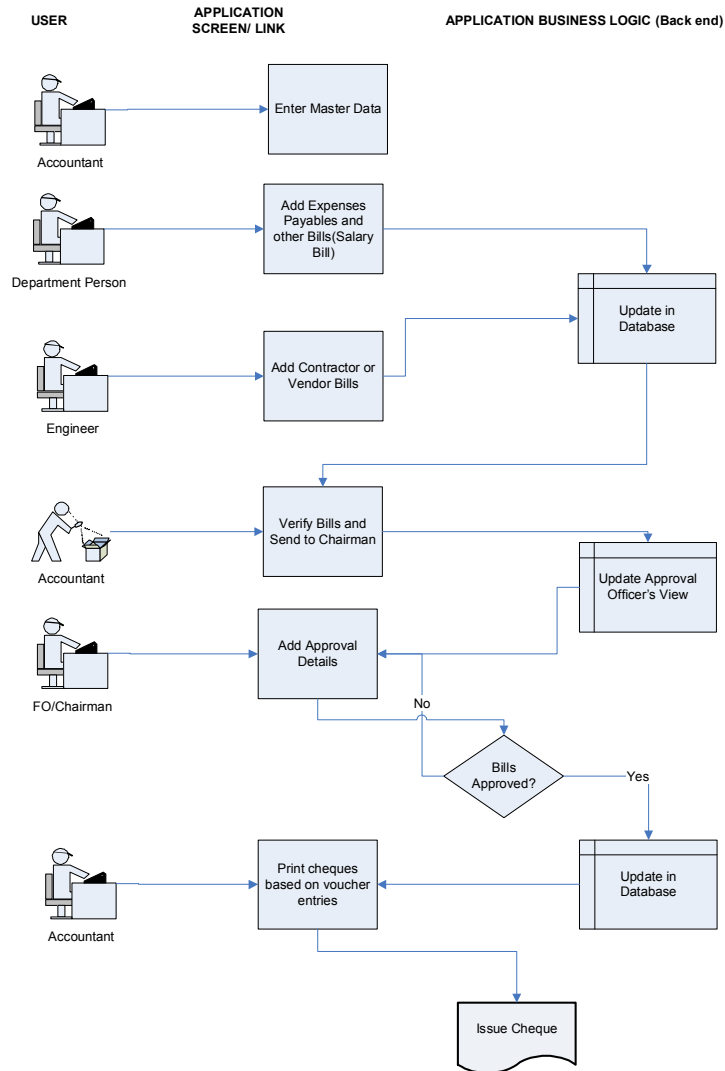 USER
APPLICATION
SCREEN/ LINK
APPLICATION BUSINESS LOGIC (Back end)
Enter Master Data
Accountant
Add Expenses
Payables and
other Bills(Salary
Bill)
Department Person
Update in
Database
Add Contractor or
Vendor Bills
Engineer
Verify Bills and
Send to Chairman
Accountant
Update Approval
Officer's View
Add Approval
Details
FO/Chairman
No
Bills
Approved?
Yes
Print cheques
based on voucher
entries
Update in
Database
Accountant
Issue Cheque